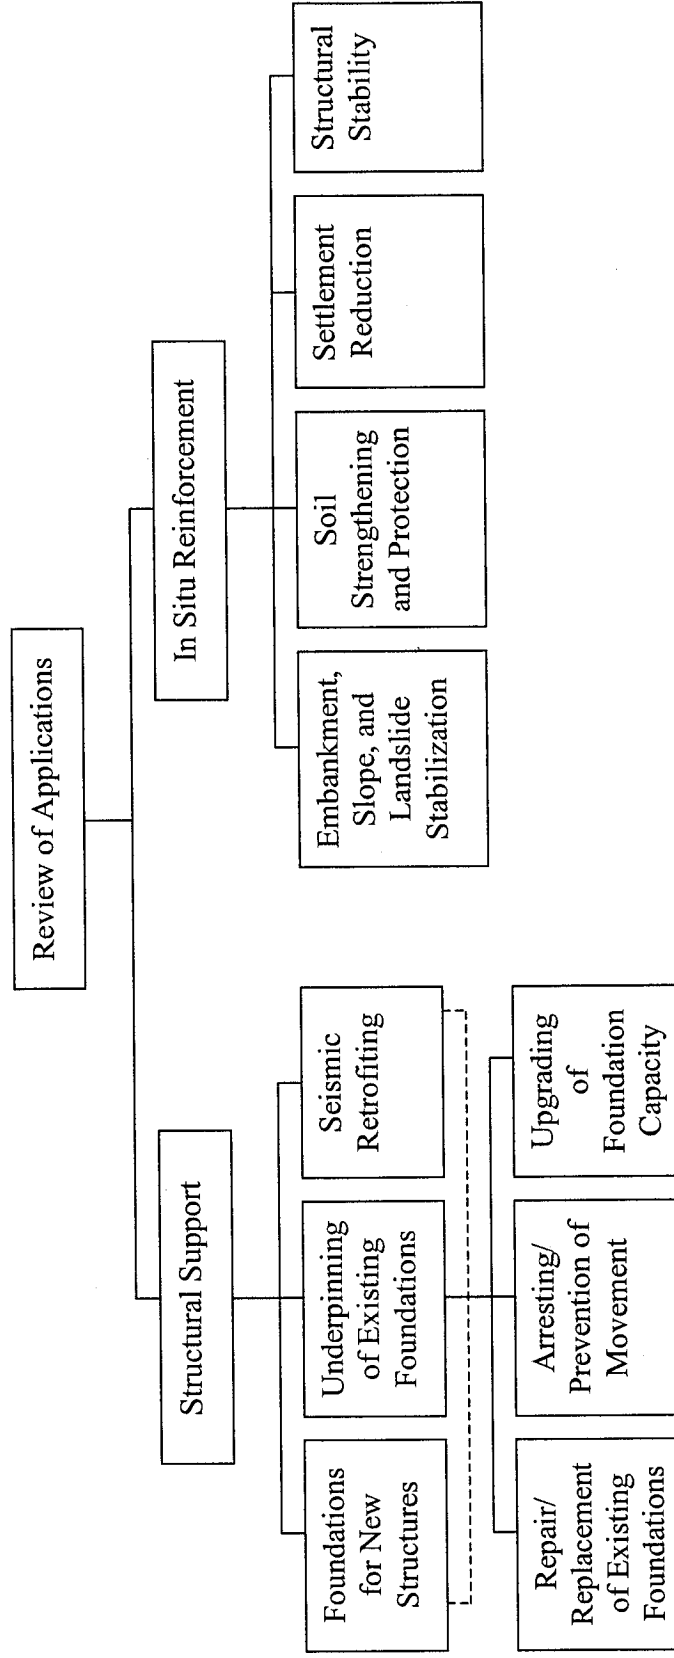 Review of Applications
Structural Support
In Situ Reinforcement
Foundations
for New
Structures
Underpinning
of Existing
Foundations
Seismic
Retrofiting
Embankment,
Slope, and
Landslide
Stabilization
Soil
Strengthening
and Protection
Settlement
Reduction
Structural
Stability
Repair/
Replacement
of Existing
Foundations
Arresting/
Prevention of
Movement
Upgrading
of
Foundation
Capacity